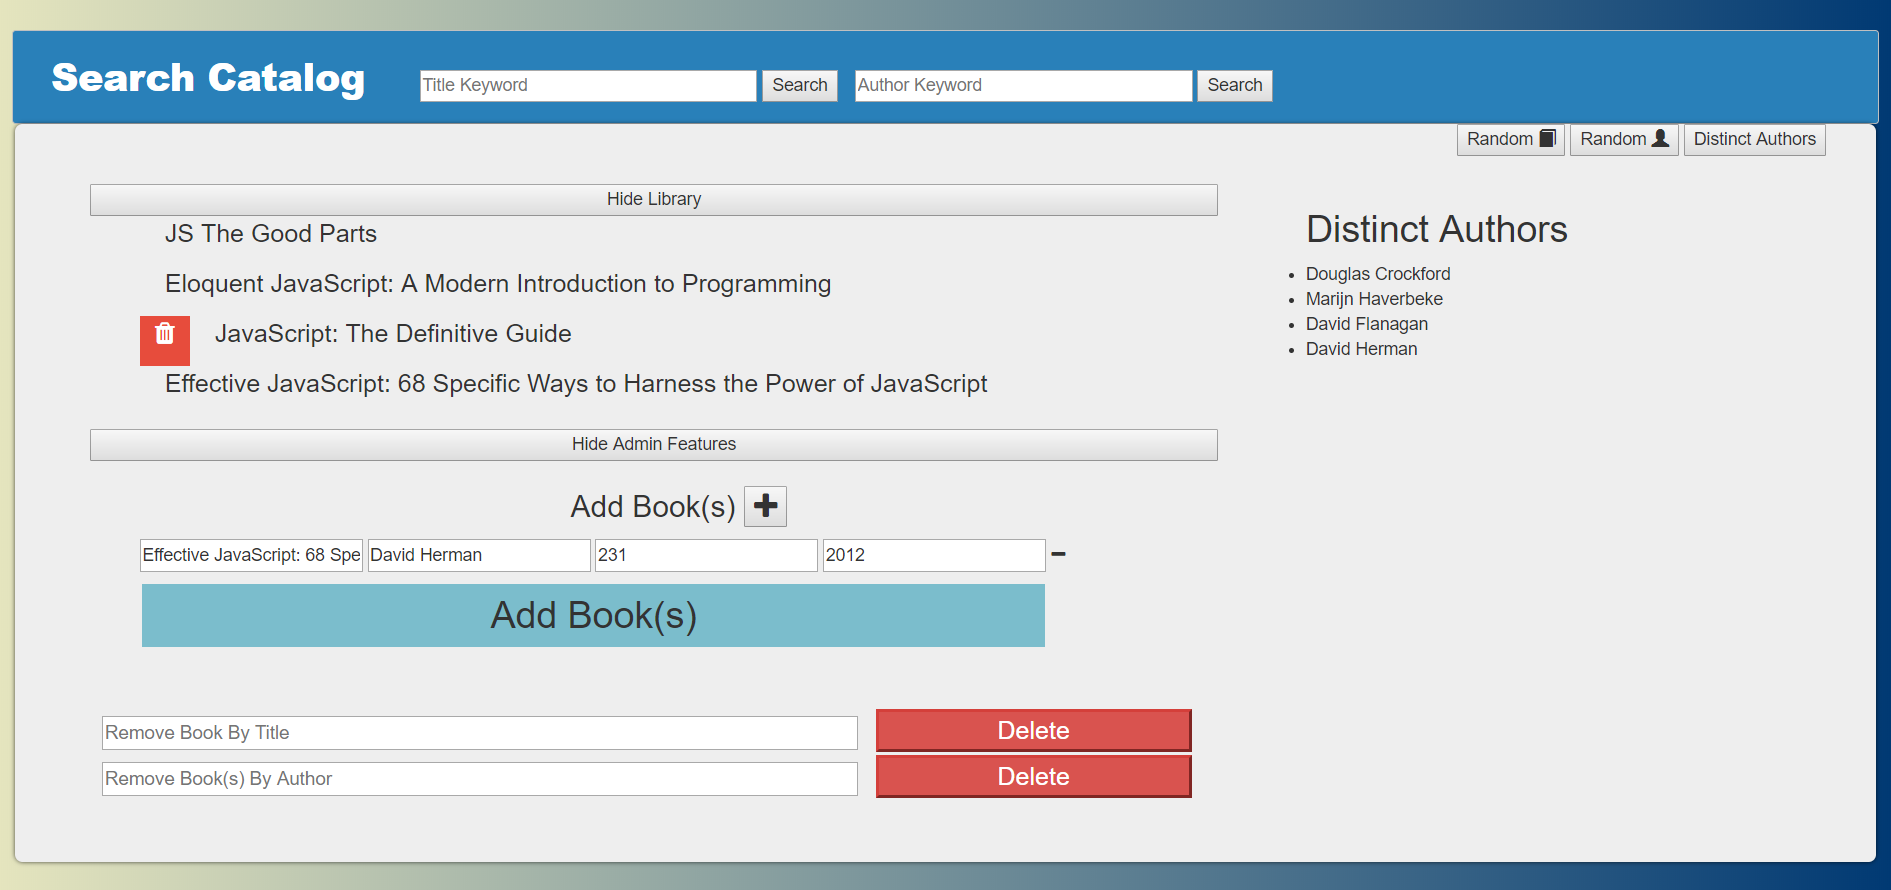 Search Catalog
Title Keyword Search Author Keyword Search
Random Random Distinct Authors
Hide Library
JS The Good Parts
Eloquent JavaScript: A Modern Introduction to Programming
JavaScript: The Definitive Guide
Effective JavaScript: 68 Specific Ways to Harness the Power of JavaScript
Distinct Authors
Douglas Crockford
Marijn Haverbeke
David Flanagan
David Herman
Hide Admin Features
Add Book(s)
Effective JavaScript: 68 Spe David Herman 231 2012
Add Book(s)
Remove Book By Title Delete
Remove Book(s) By Author Delete